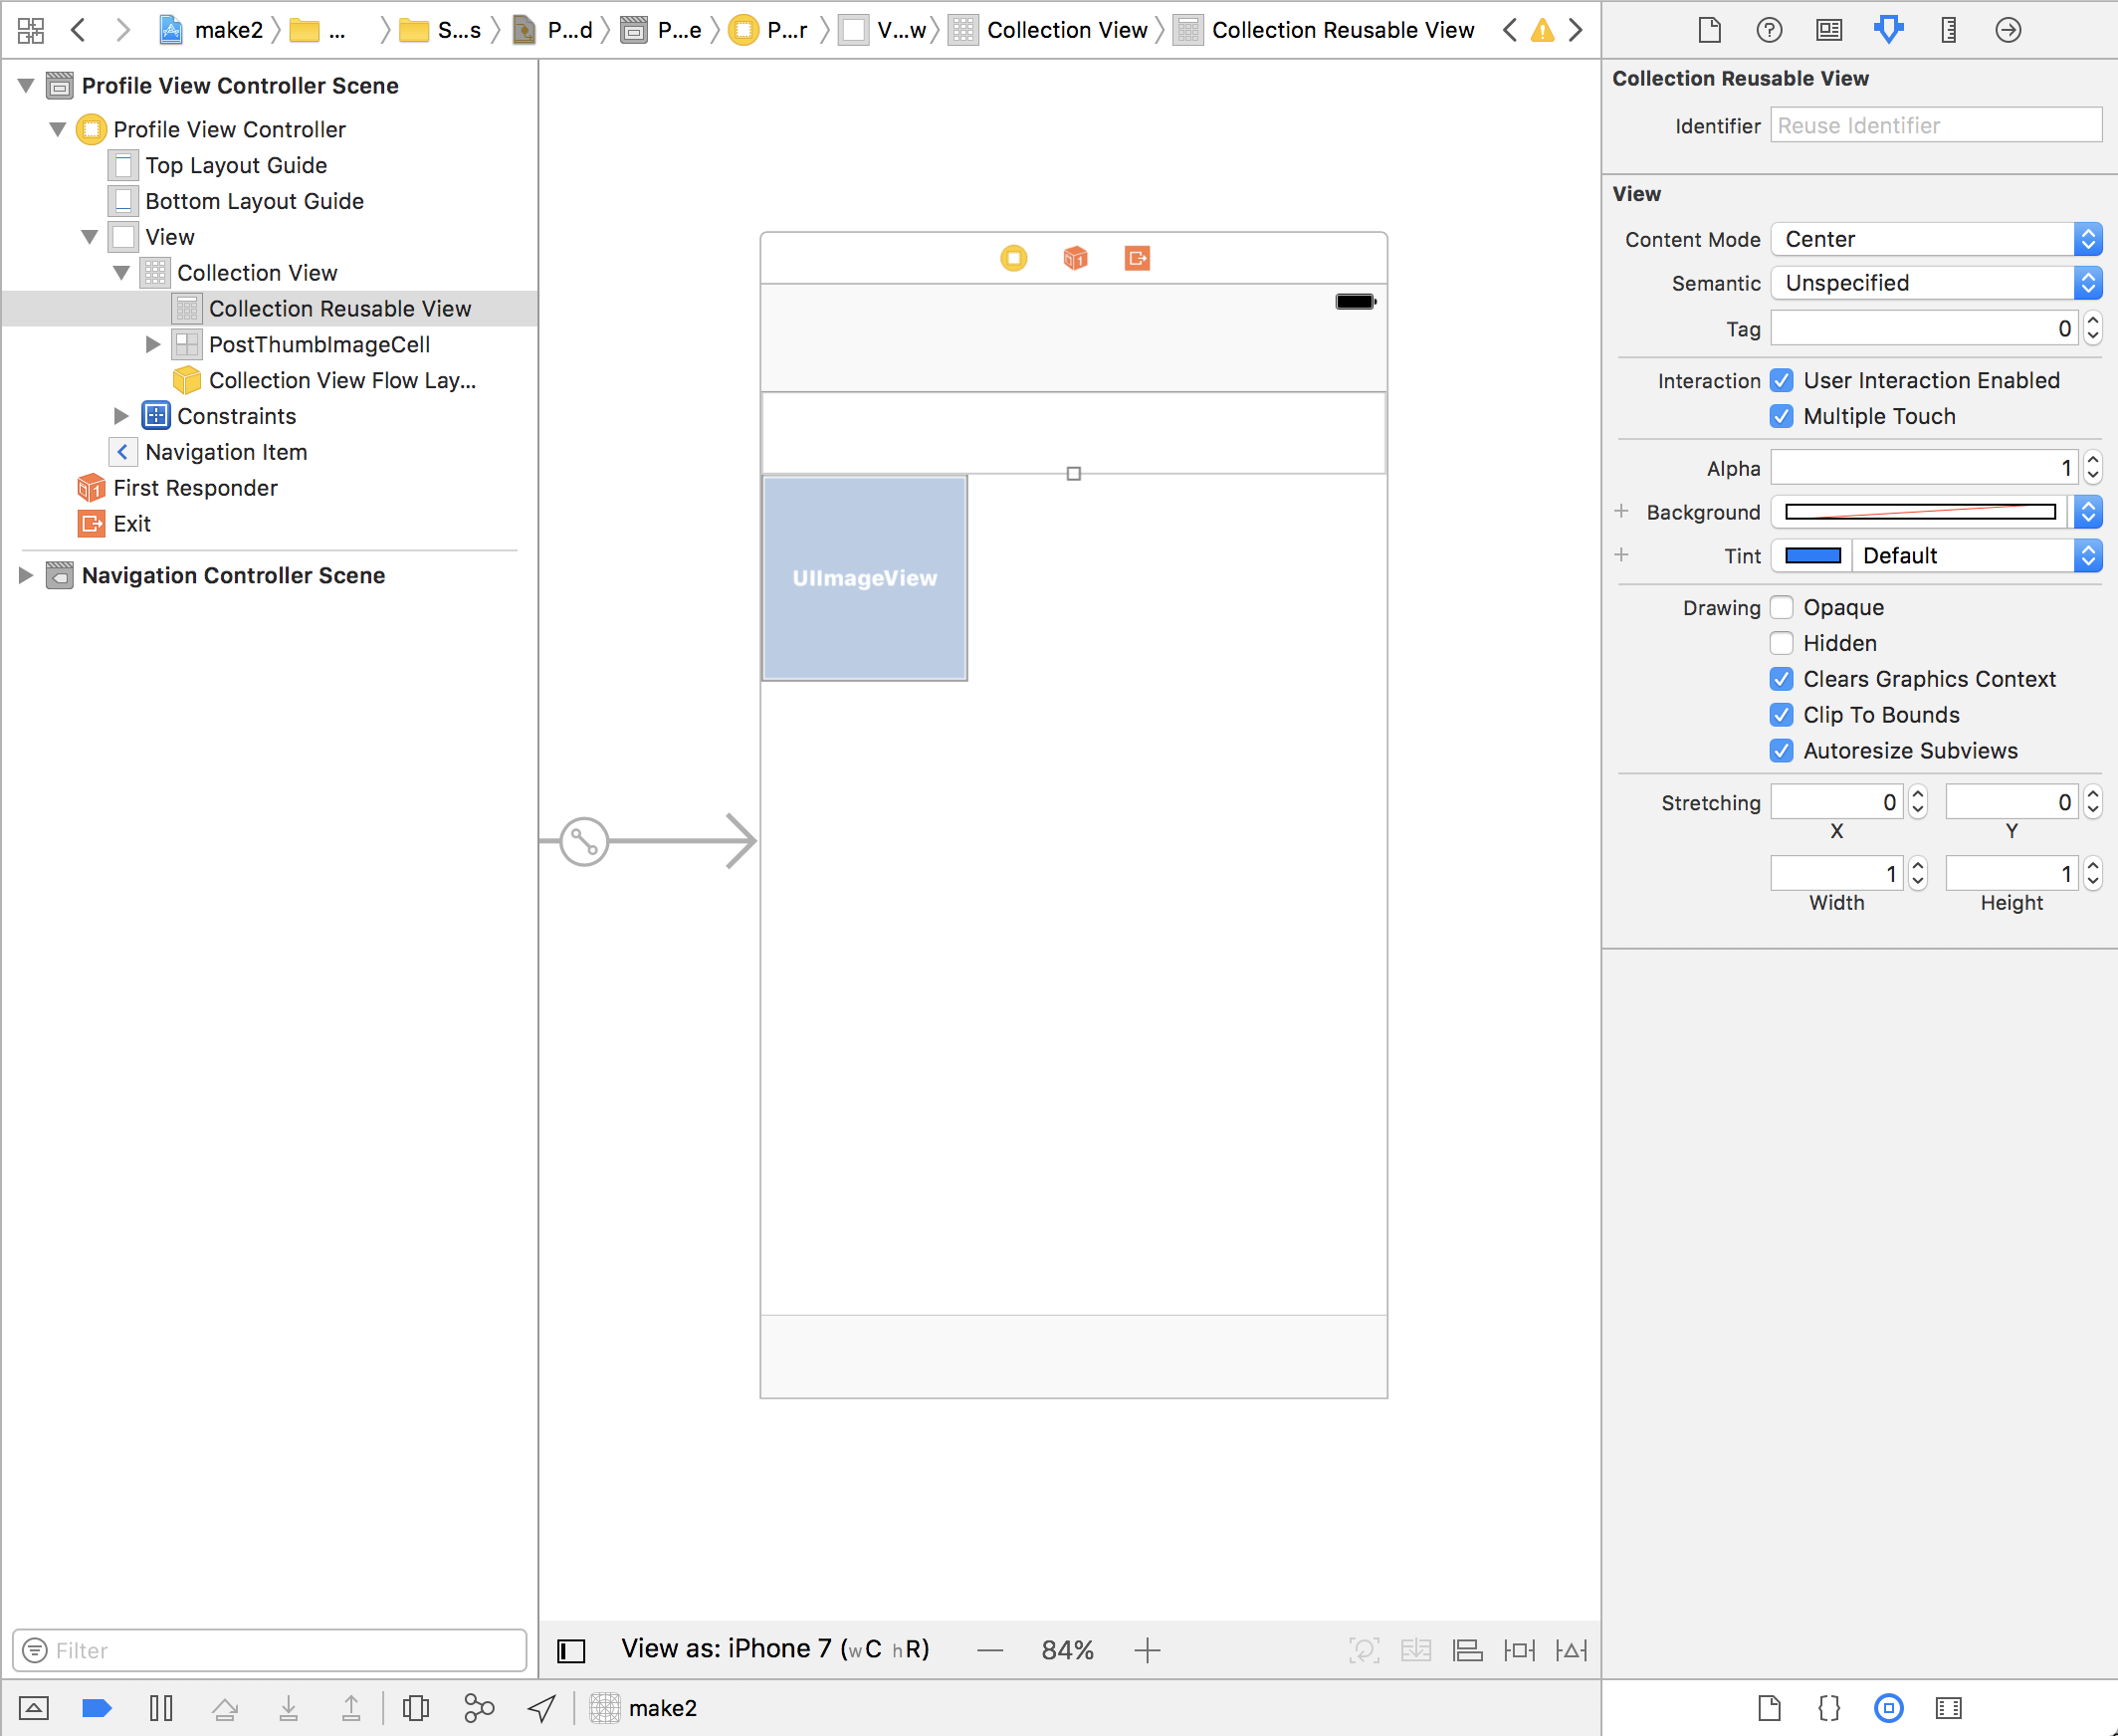 make2 ... S...s P...d P...e P...r V...w Collection View Collection Reusable View
Profile View Controller Scene
Profile View Controller
Top Layout Guide
Bottom Layout Guide
View
Collection View
Collection Reusable View
PostThumbImageCell
Collection View Flow Lay...
Constraints
Navigation Item
First Responder
Exit
Navigation Controller Scene
Filter
1
UIImageView
View as: iPhone 7 (wC hR)
84%
make2
Collection Reusable View
Identifier Reuse Identifier
View
Content Mode Center
Semantic Unspecified
Tag 0
Interaction User Interaction Enabled
Multiple Touch
Alpha 1
Background
Tint Default
Drawing Opaque
Hidden
Clears Graphics Context
Clip To Bounds
Autoresize Subviews
Stretching 0 0
X Y
1 1
Width Height